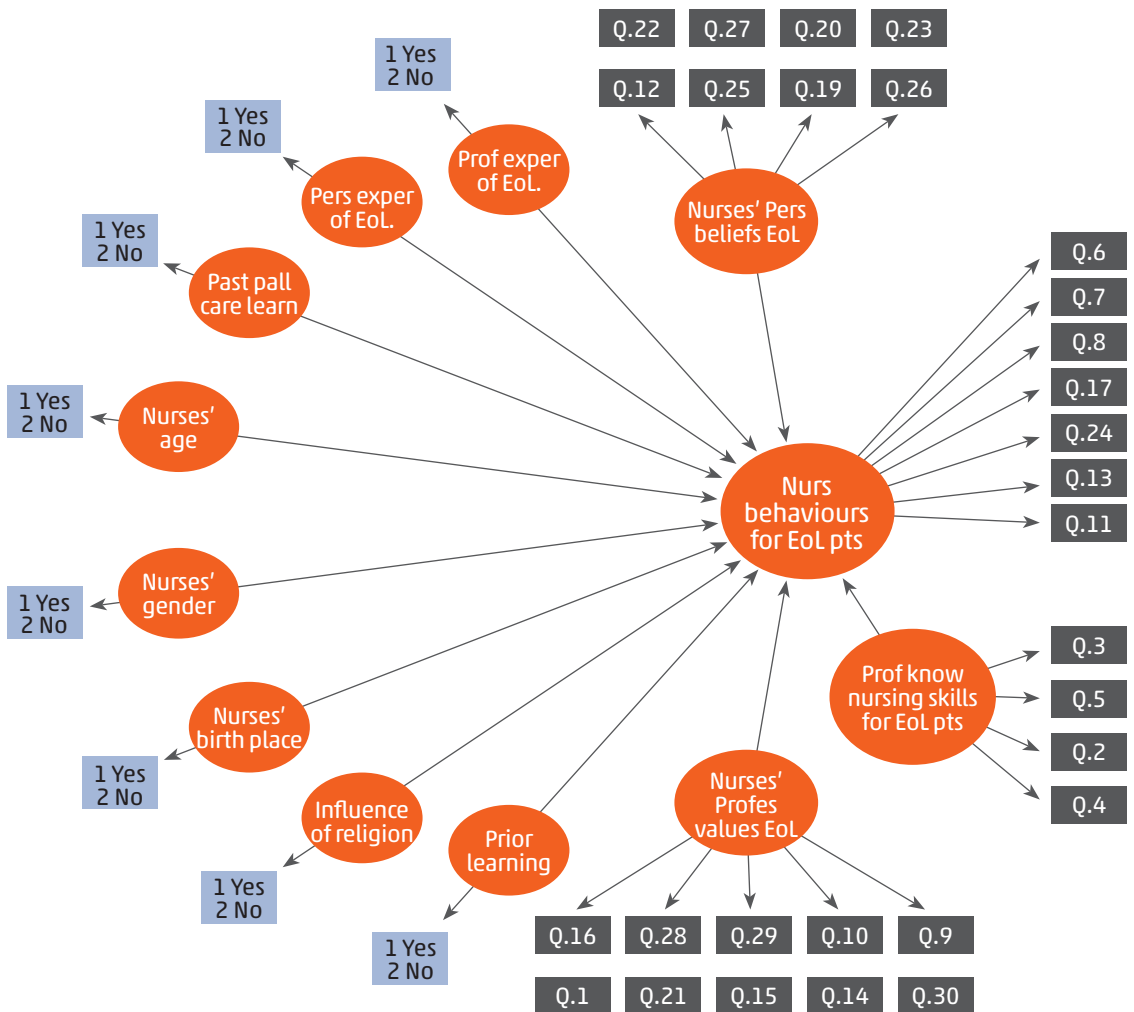 Q.22 Q.27 Q.20 Q.23
Q.12 Q.25 Q.19 Q.26
1 Yes
2 No
Prof exper
of EoL.
1 Yes
2 No
Pers exper
of EoL.
Nurses' Pers
beliefs EoL
1 Yes
2 No
Past pall
care learn
Q.6
Q.7
Q.8
Q.17
Q.24
Q.13
Q.11
1 Yes
2 No
Nurses'
age
Nurs
behaviours
for EoL pts
1 Yes
2 No
Nurses'
gender
Prof know
nursing skills
for EoL pts
Q.3
Q.5
Q.2
Q.4
1 Yes
2 No
Nurses'
birth place
1 Yes
2 No
Influence
of religion
1 Yes
2 No
Prior
learning
Nurses'
Profes
values EoL
Q.16 Q.28 Q.29 Q.10 Q.9
Q.1 Q.21 Q.15 Q.14 Q.30